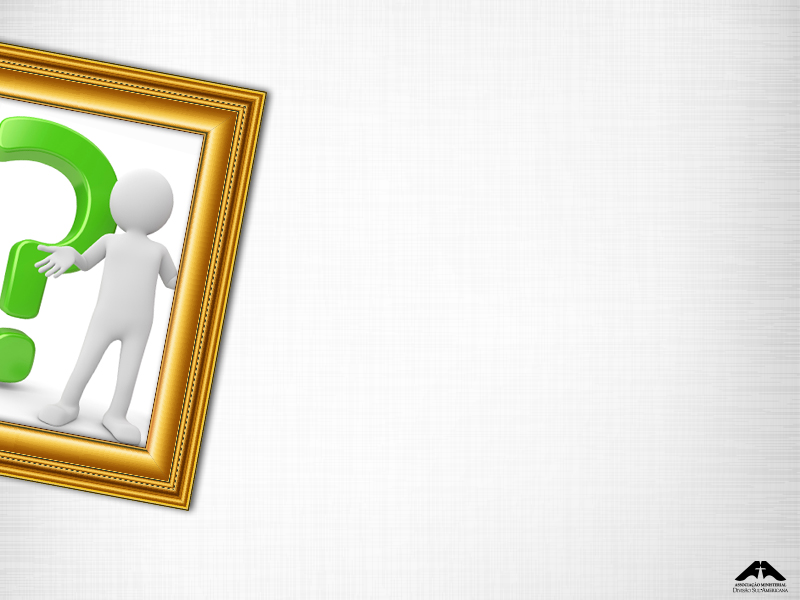 ?
ASSOCIAÇÃO MINISTERIAL
DIVISÃO SUL-AMERICANA